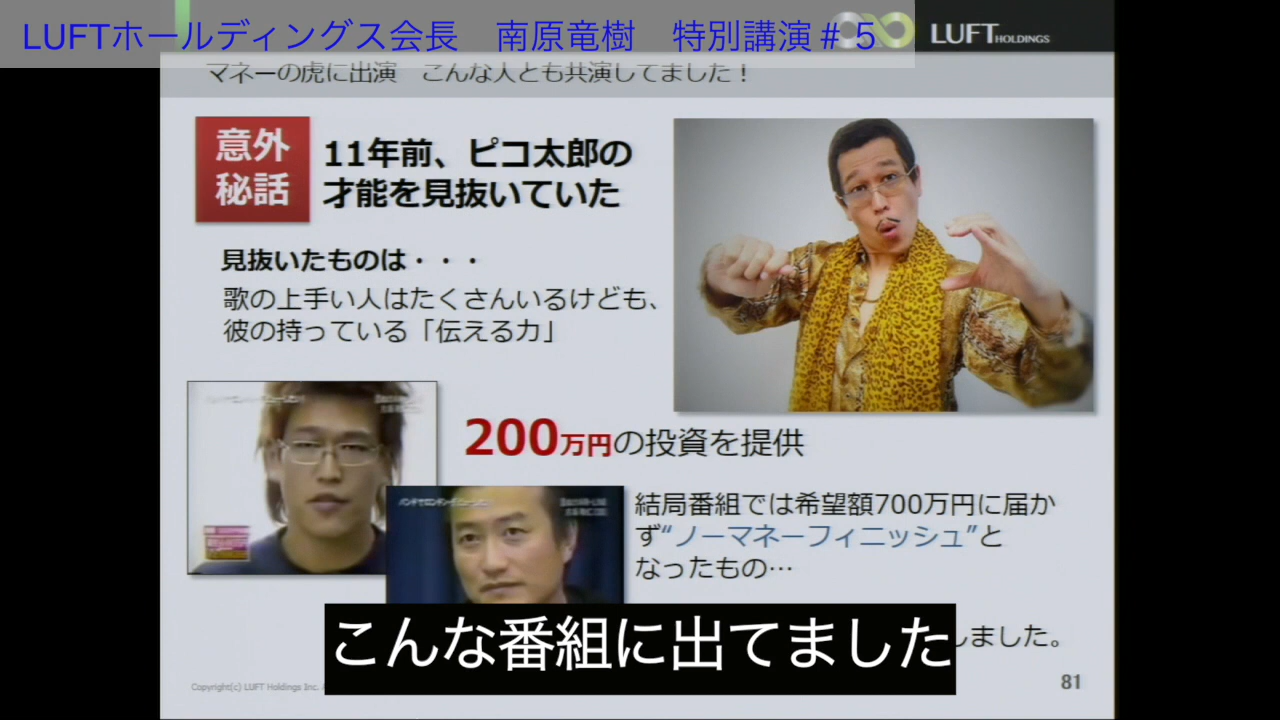 LUFTホールディングス会長　南原竜樹　特別講演＃５
LUFT HOLDINGS
マネーの虎に出演　こんな人とも共演してました！
意外
秘話
11年前、ピコ太郎の
才能を見抜いていた
見抜いたものは・・・
歌の上手い人はたくさんいるけども、
彼の持っている「伝える力」
200万円の投資を提供
結局番組では希望額700万円に届か
ず“ノーマネーフィニッシュ”と
なったもの…
しました。
こんな番組に出てました
Copyright(c) LUFT Holdings Inc.
81